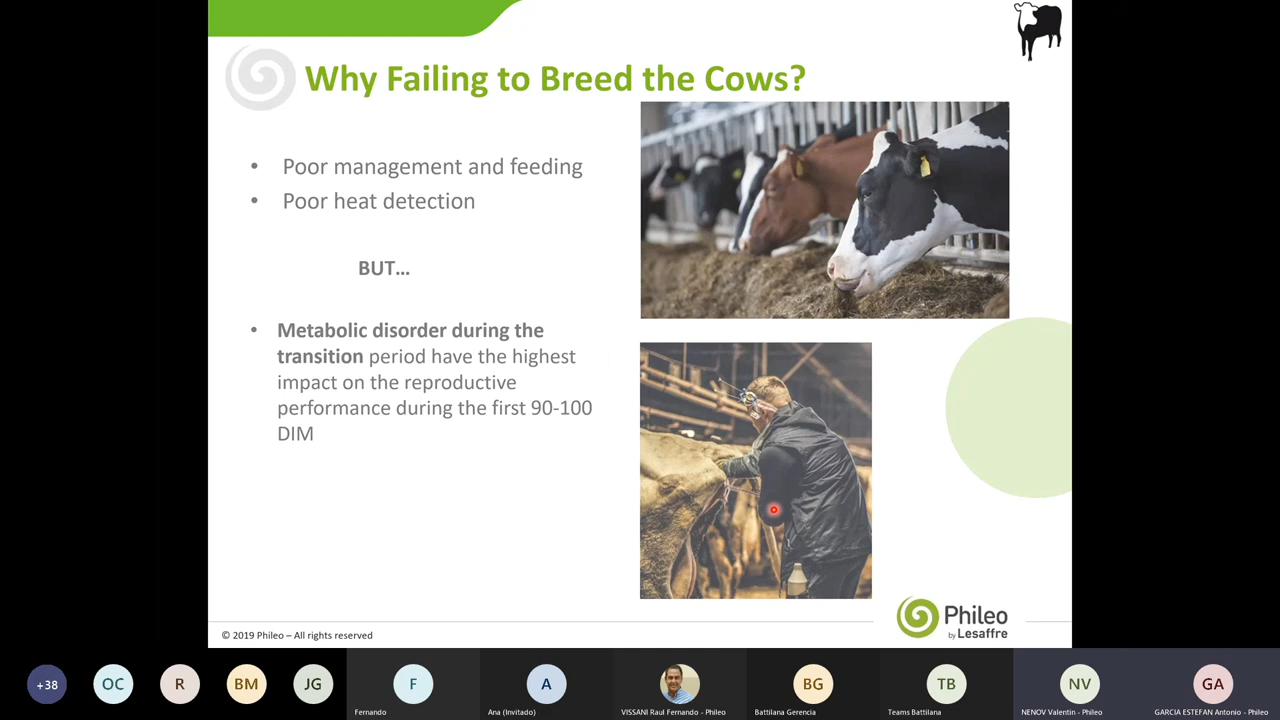 Why Failing to Breed the Cows?
• Poor management and feeding
• Poor heat detection
BUT...
• Metabolic disorder during the
transition period have the highest
impact on the reproductive
performance during the first 90-100
DIM
Phileo
by Lesaffre
© 2019 Phileo – All rights reserved
+38
OC
R
BM
JG
F
A
BG
TB
NV
GA
Fernando
Ana (Invitado)
VISSANI Raul Fernando - Phileo
Battilana Gerencia
Teams Battilana
NENOV Valentin - Phileo
GARCIA ESTEFAN Antonio - Phileo